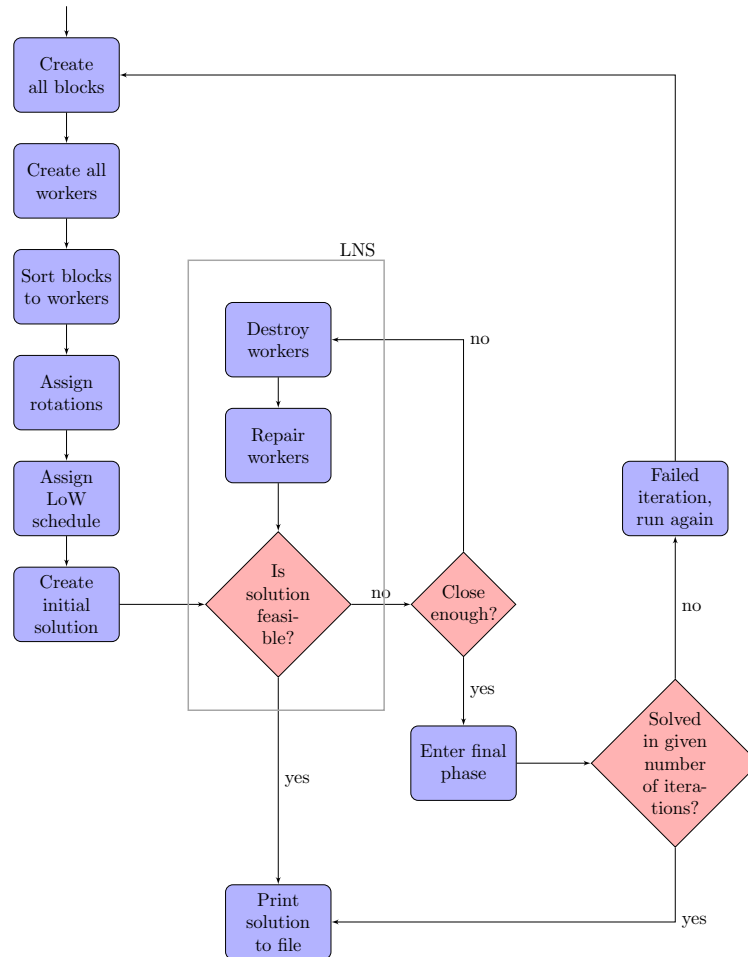 Create
all blocks
Create all
workers
Sort blocks
to workers
Assign
rotations
Assign
LoW
schedule
Create
initial
solution
LNS
Destroy
workers
Repair
workers
Is
solution
feasi-
ble?
no
yes
no
Close
enough?
yes
Enter final
phase
Failed
iteration,
run again
no
Solved
in given
number
of itera-
tions?
yes
Print
solution
to file